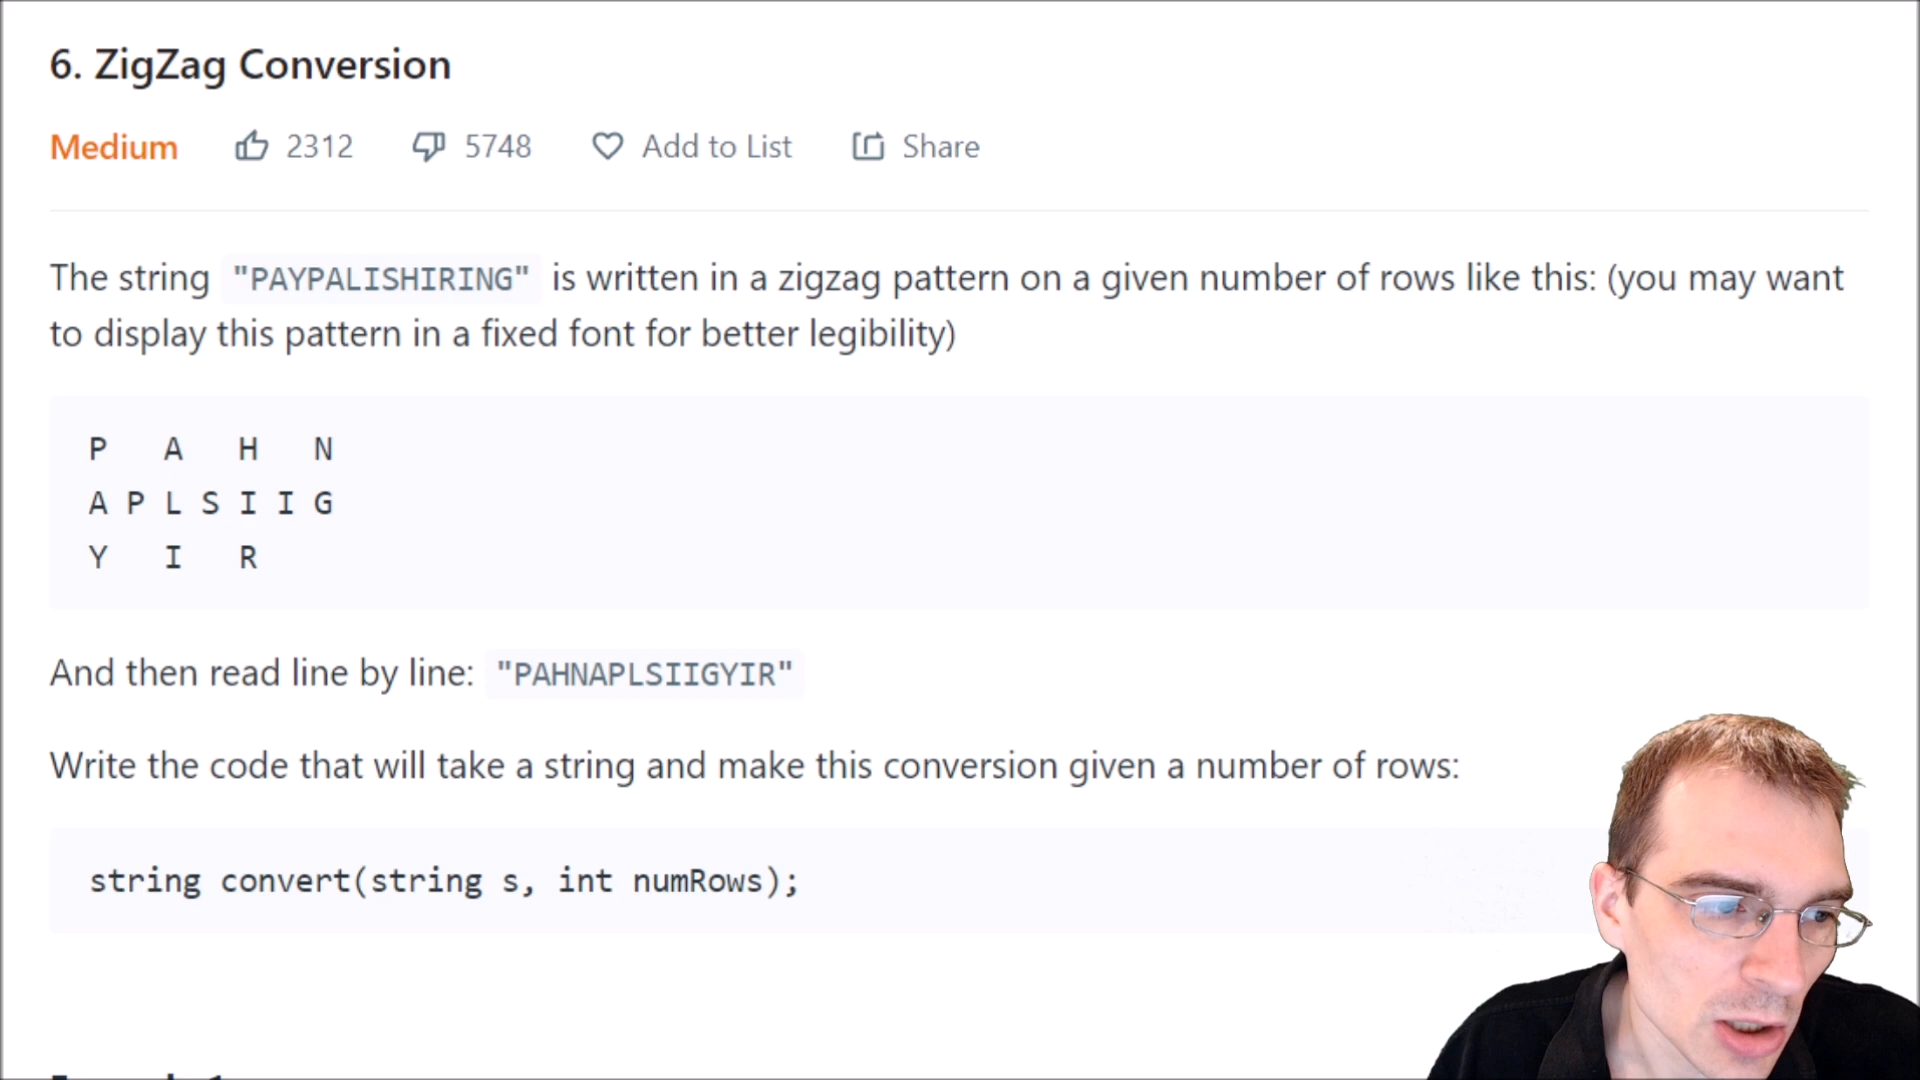 6. ZigZag Conversion
Medium 2312 5748 Add to List Share
The string "PAYPALISHIRING" is written in a zigzag pattern on a given number of rows like this: (you may want
to display this pattern in a fixed font for better legibility)
P A H N
A P L S I I G
Y I R
And then read line by line: "PAHNAPLSIIGYIR"
Write the code that will take a string and make this conversion given a number of rows:
string convert(string s, int numRows);